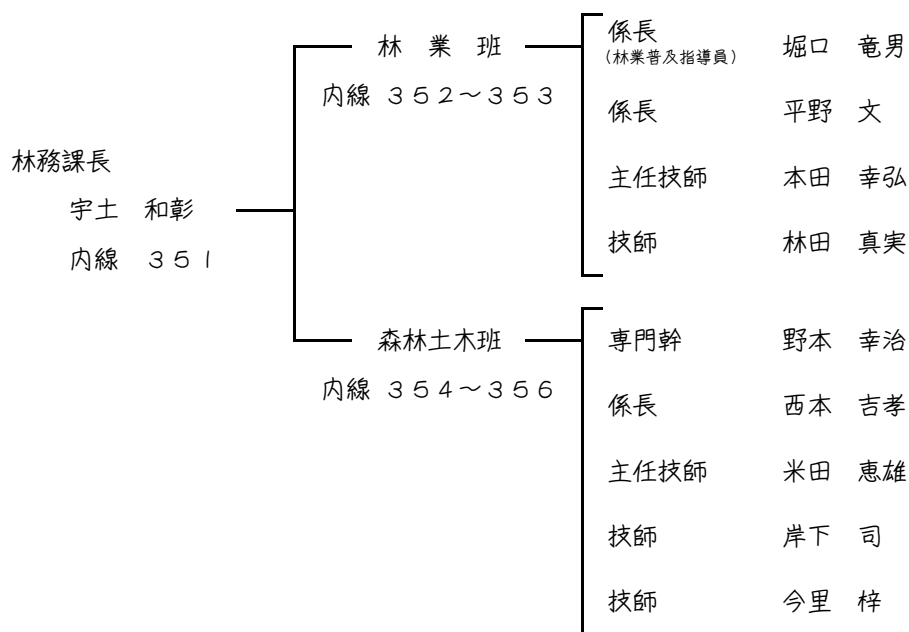 林務課長
宇土 和彰
内線 351
林業班
内線 352～353
係長 堀口 竜男
(林業普及指導員)
係長 平野 文
主任技師 本田 幸弘
技師 林田 真実
森林土木班
内線 354～356
専門幹 野本 幸治
係長 西本 吉孝
主任技師 米田 恵雄
技師 岸下 司
技師 今里 梓